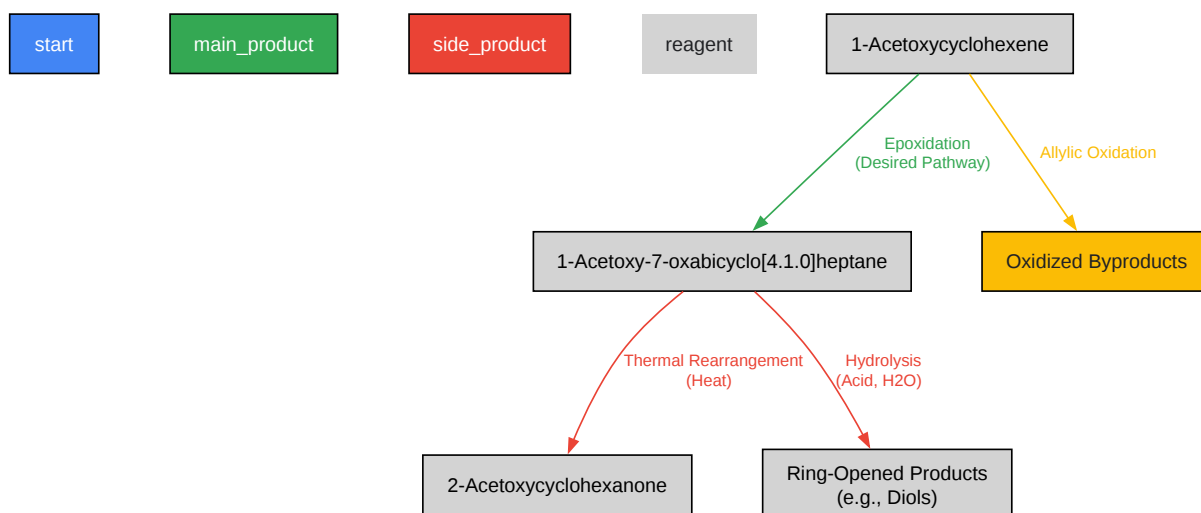 start
main_product
side_product
reagent
1-Acetoxycyclohexene
Epoxidation
(Desired Pathway)
Allylic Oxidation
1-Acetoxy-7-oxabicyclo[4.1.0]heptane
Oxidized Byproducts
Thermal Rearrangement
(Heat)
Hydrolysis
(Acid, H2O)
2-Acetoxycyclohexanone
Ring-Opened Products
(e.g., Diols)